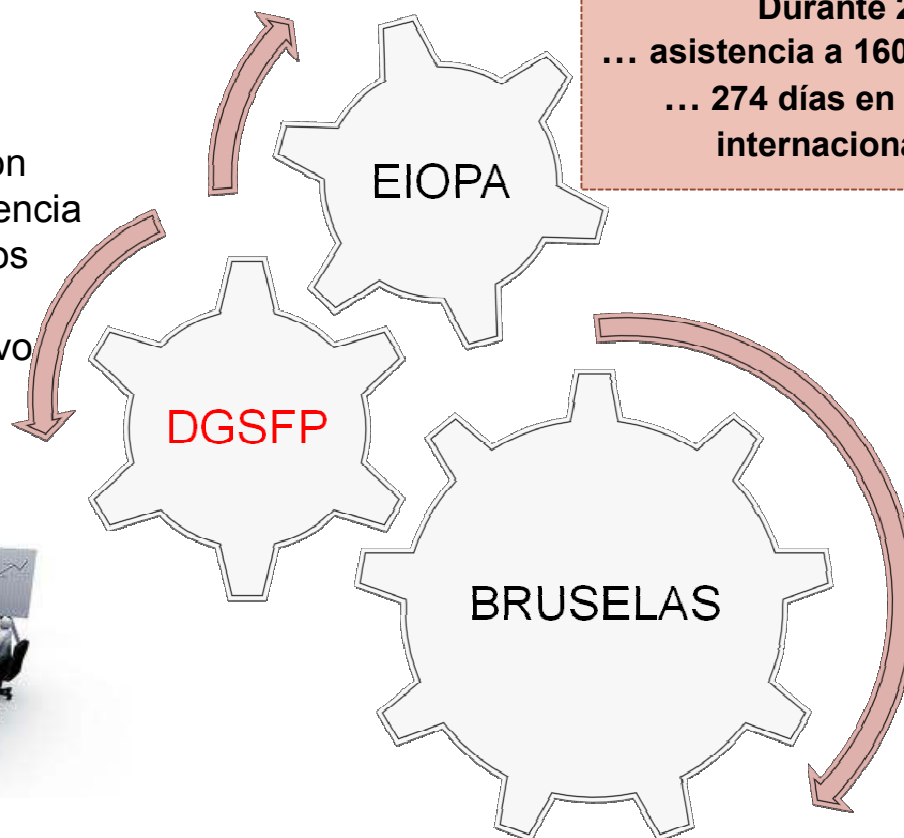 Durante 2
... asistencia a 160
... 274 días en
internaciona
on
encia
os
vo
EIOPA
DGSFP
BRUSELAS